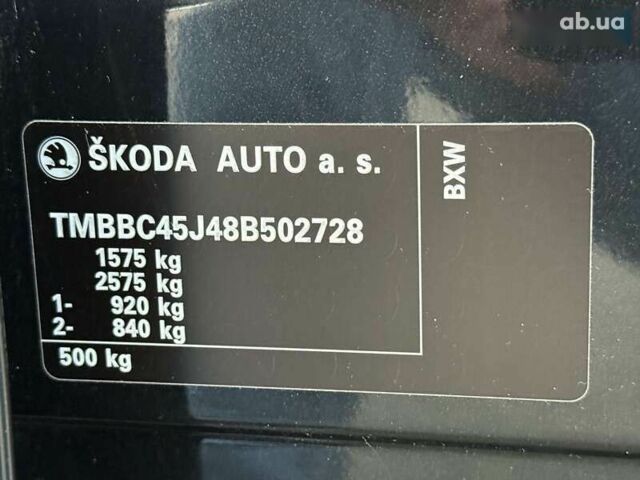 ab.ua
ŠKODA AUTO a. s.
BXW
TMBBC45J48B502728
1575 kg
2575 kg
1- 920 kg
2- 840 kg
500 kg